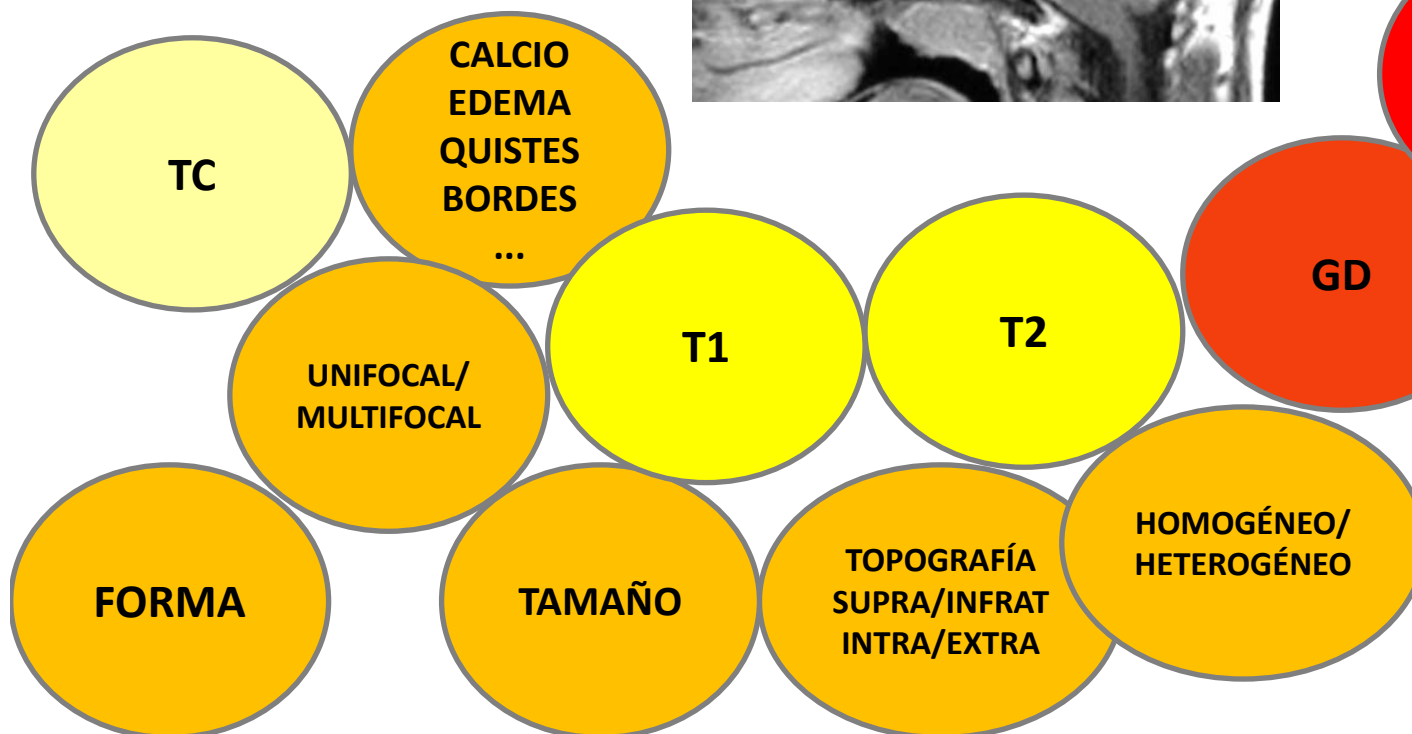 CALCIO
EDEMA
QUISTES
BORDES
...
TC
T1
T2
GD
UNIFOCAL/
MULTIFOCAL
FORMA
TAMAÑO
TOPOGRAFÍA
SUPRA/INFRAT
INTRA/EXTRA
HOMOGÉNEO/
HETEROGÉNEO